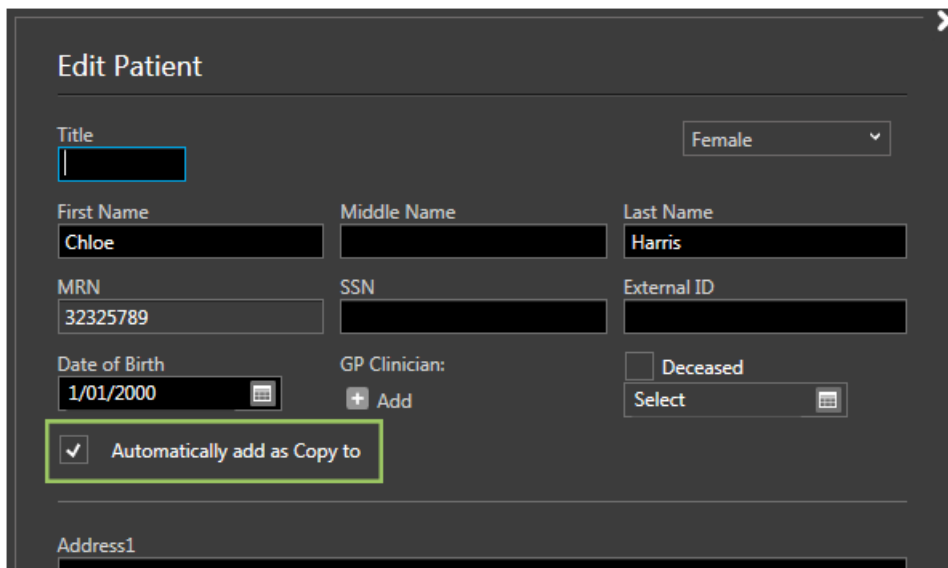 Edit Patient
Title
Female
First Name Middle Name Last Name
Chloe Harris
MRN SSN External ID
32325789
Date of Birth GP Clinician: Deceased
1/01/2000 Add Select
Automatically add as Copy to
Address1